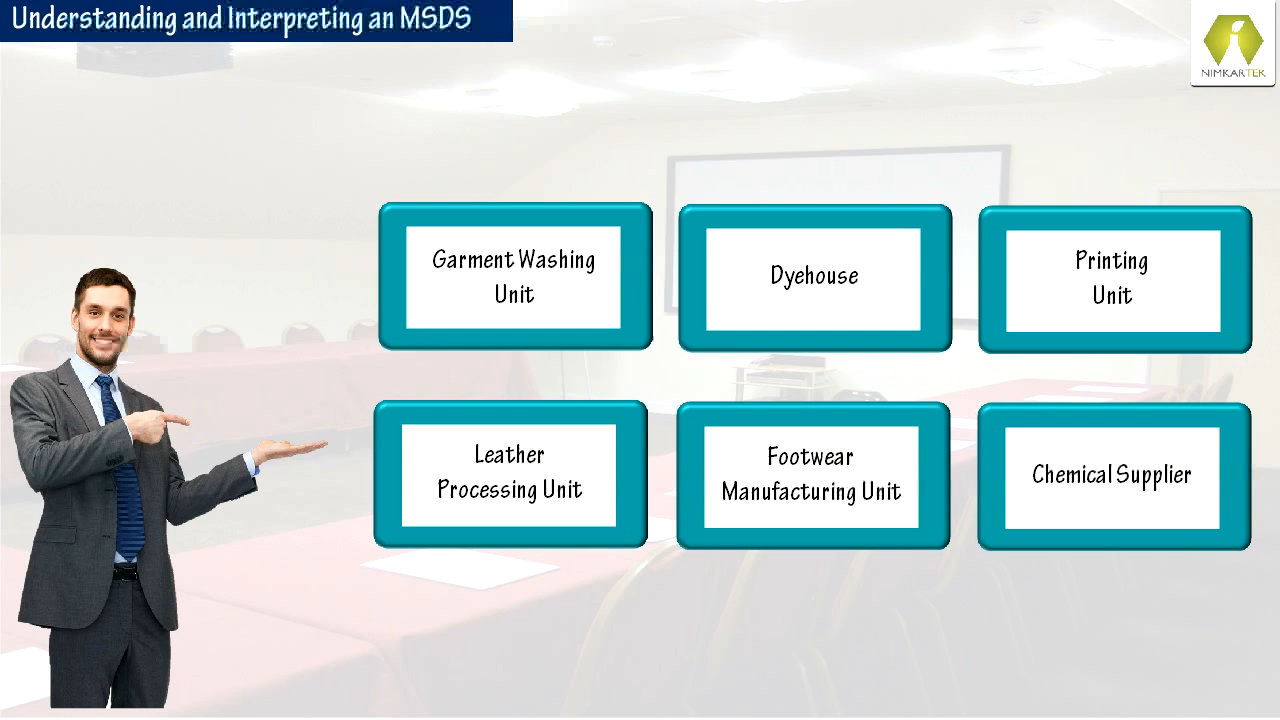 Understanding and Interpreting an MSDS
NIMKARTEK
Garment Washing
Unit
Dyehouse
Printing
Unit
Leather
Processing Unit
Footwear
Manufacturing Unit
Chemical Supplier